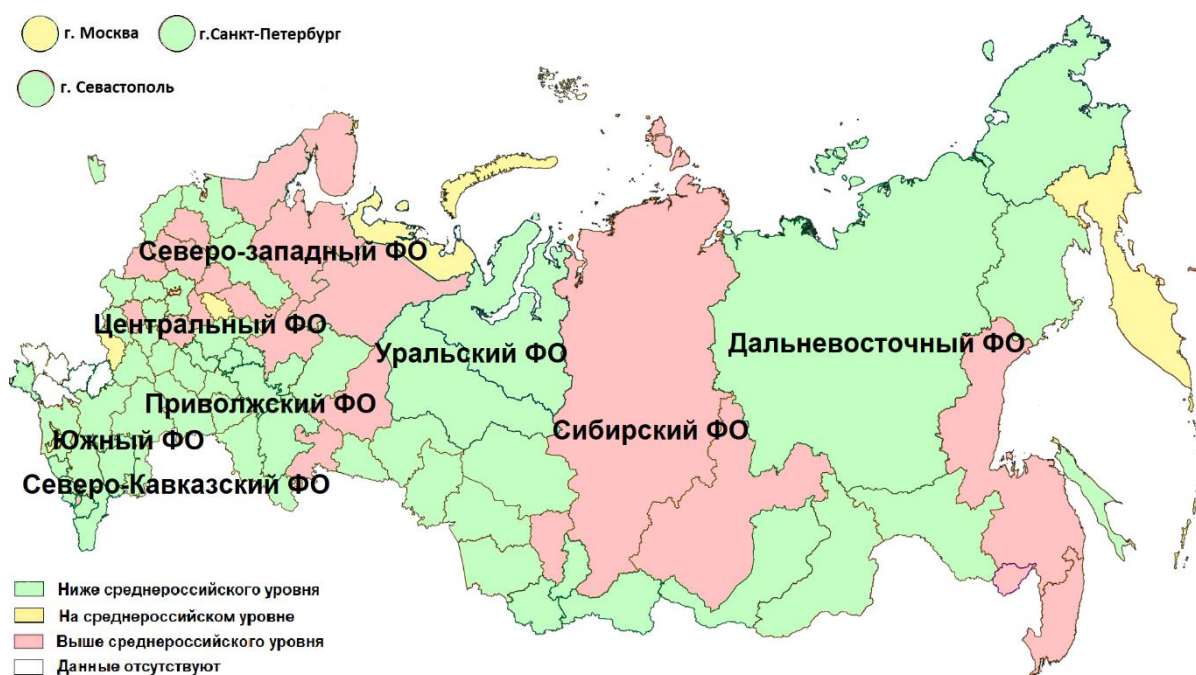 г. Москва
г.Санкт-Петербург
г. Севастополь
Северо-западный ФО
Центральный ФО
Уральский ФО
Дальневосточный ФО
Приволжский ФО
Сибирский ФО
Южный ФО
Северо-Кавказский ФО
Ниже среднероссийского уровня
На среднероссийском уровне
Выше среднероссийского уровня
Данные отсутствуют